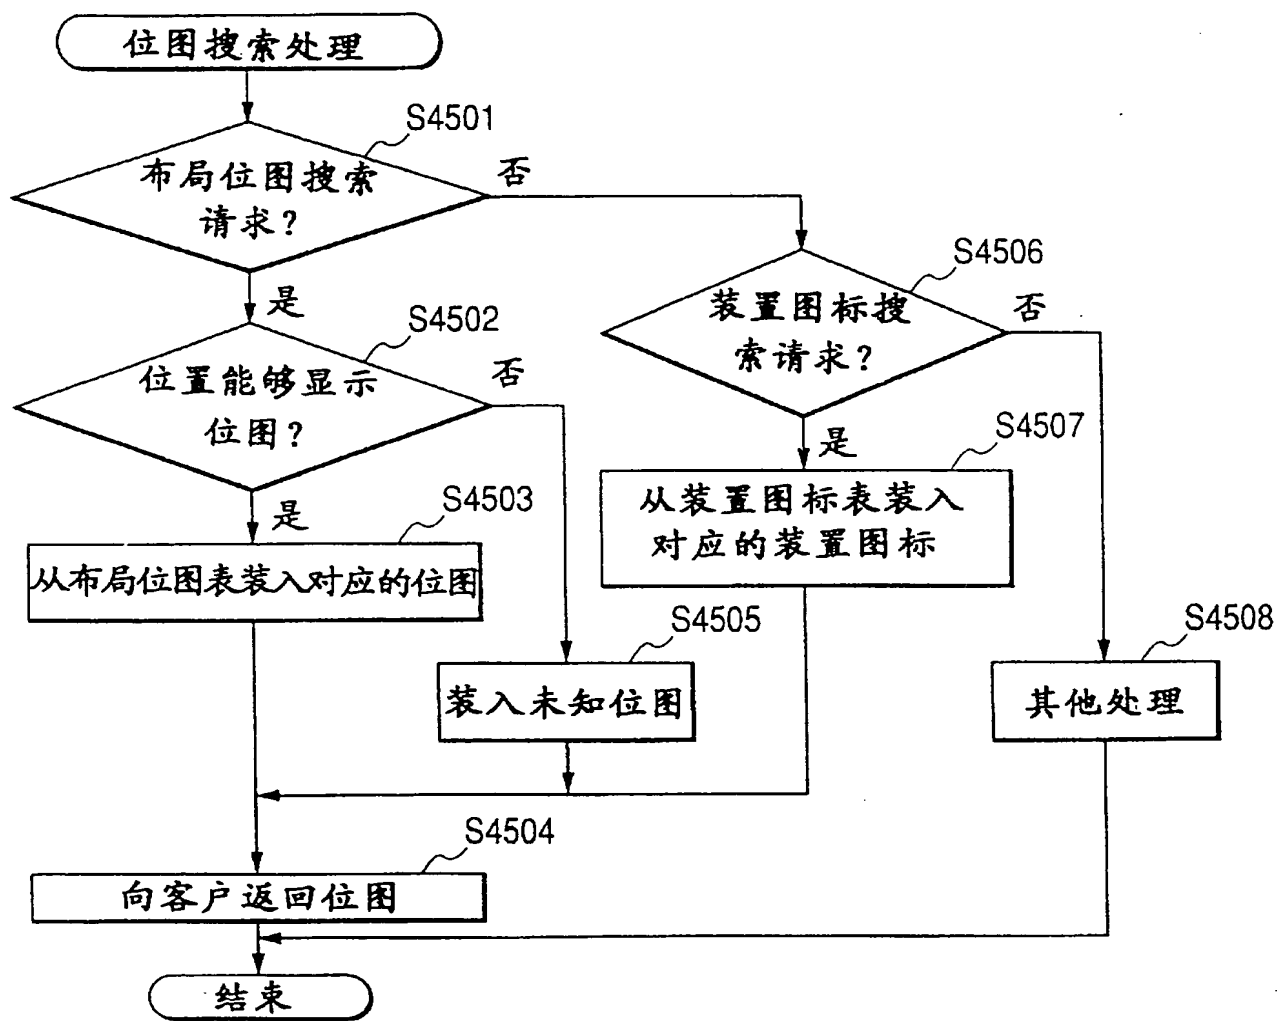 位图搜索处理
S4501
布局位图搜索
请求？
否
是
S4506
装置图标搜
索请求？
否
S4502
位置能够显示
位图？
否
是
S4507
是
从装置图标表装入
对应的装置图标
S4503
从布局位图表装入对应的位图
S4505
装入未知位图
S4508
其他处理
S4504
向客户返回位图
结束